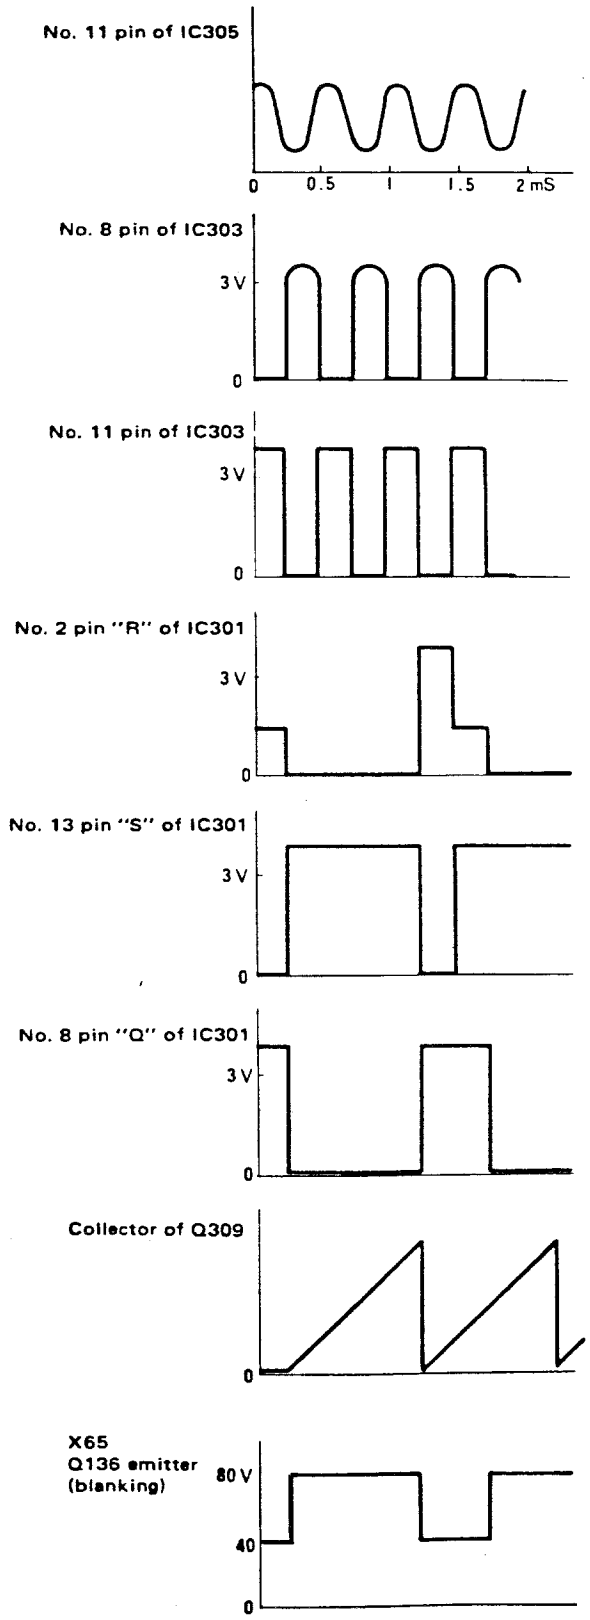 No. 11 pin of IC305
0 0.5 1 1.5 2 mS
No. 8 pin of IC303
3 V
0
No. 11 pin of IC303
3 V
0
No. 2 pin "R" of IC301
3 V
0
No. 13 pin "S" of IC301
3 V
0
No. 8 pin "Q" of IC301
3 V
0
Collector of Q309
0
X65
Q136 emitter
(blanking)
80 V
40
0